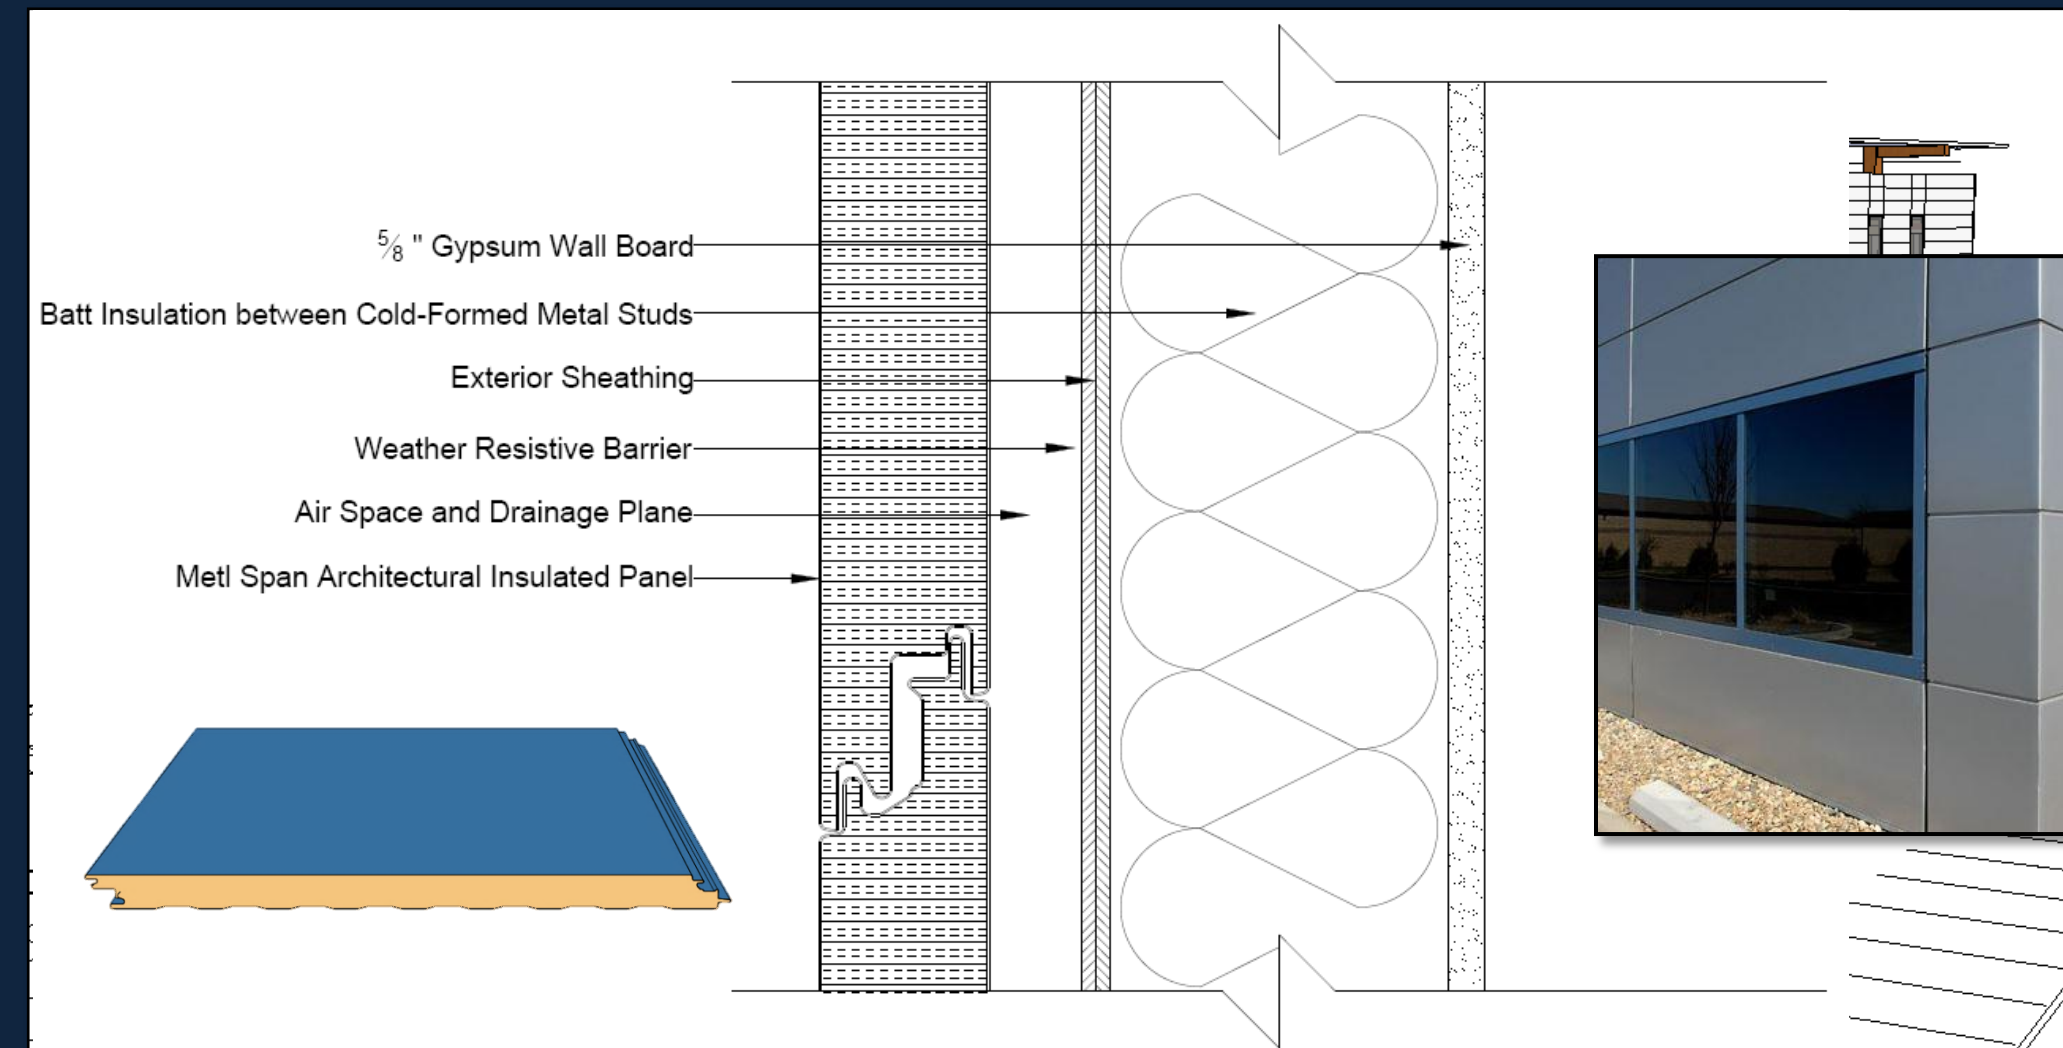 ⅝ " Gypsum Wall Board
Batt Insulation between Cold-Formed Metal Studs
Exterior Sheathing
Weather Resistive Barrier
Air Space and Drainage Plane
Metl Span Architectural Insulated Panel